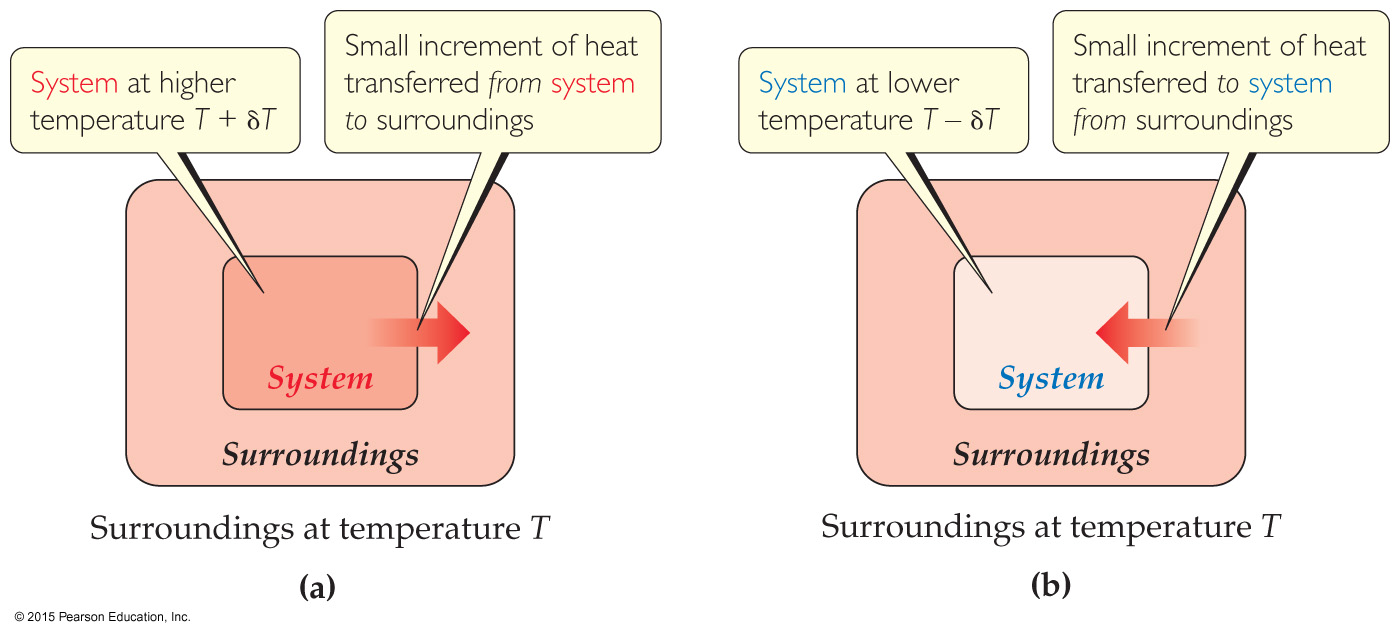 System at higher
temperature T + δT
Small increment of heat
transferred from system
to surroundings
System
Surroundings
Surroundings at temperature T
(a)
System at lower
temperature T – δT
Small increment of heat
transferred to system
from surroundings
System
Surroundings
Surroundings at temperature T
(b)
© 2015 Pearson Education, Inc.